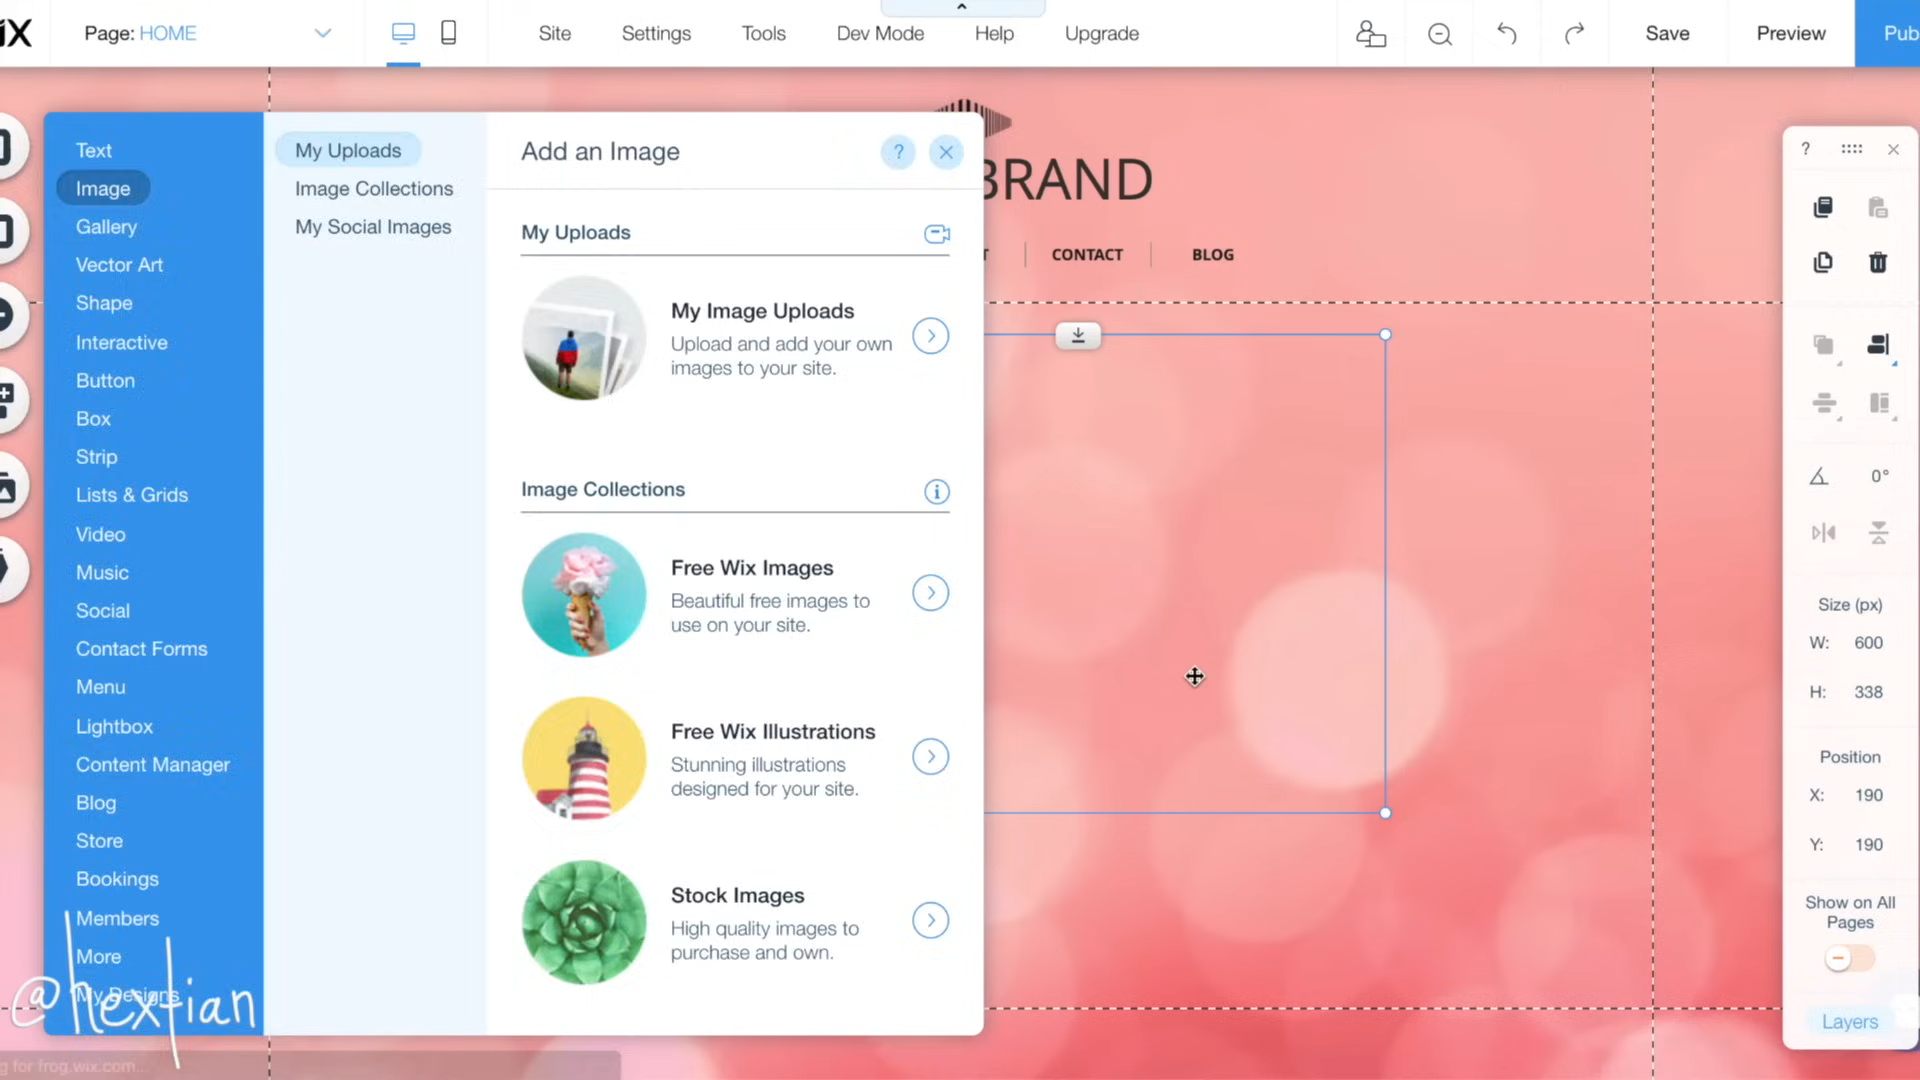 Page: HOME
Site
Settings
Tools
Dev Mode
Help
Upgrade
Save
Preview
Text
Image
Gallery
Vector Art
Shape
Interactive
Button
Box
Strip
Lists & Grids
Video
Music
Social
Contact Forms
Menu
Lightbox
Content Manager
Blog
Store
Bookings
Members
More
My Designs
@hextian
My Uploads
Image Collections
My Social Images
Add an Image
?
My Uploads
My Image Uploads
Upload and add your own
images to your site.
Image Collections
Free Wix Images
Beautiful free images to
use on your site.
Free Wix Illustrations
Stunning illustrations
designed for your site.
Stock Images
High quality images to
purchase and own.
BRAND
CONTACT
BLOG
?
0°
Size (px)
W: 600
H: 338
Position
X: 190
Y: 190
Show on All
Pages
Layers
g for frog.wix.com...